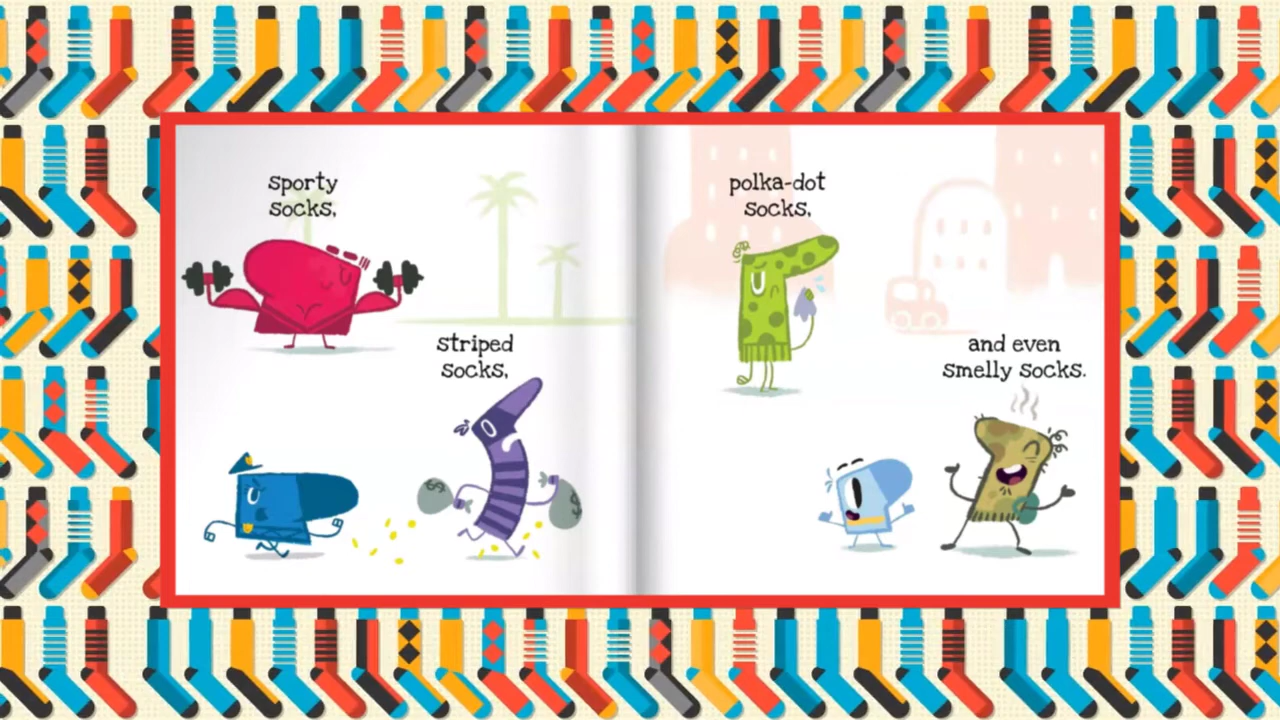 sporty
socks,
striped
socks,
polka-dot
socks,
and even
smelly socks.
$
$